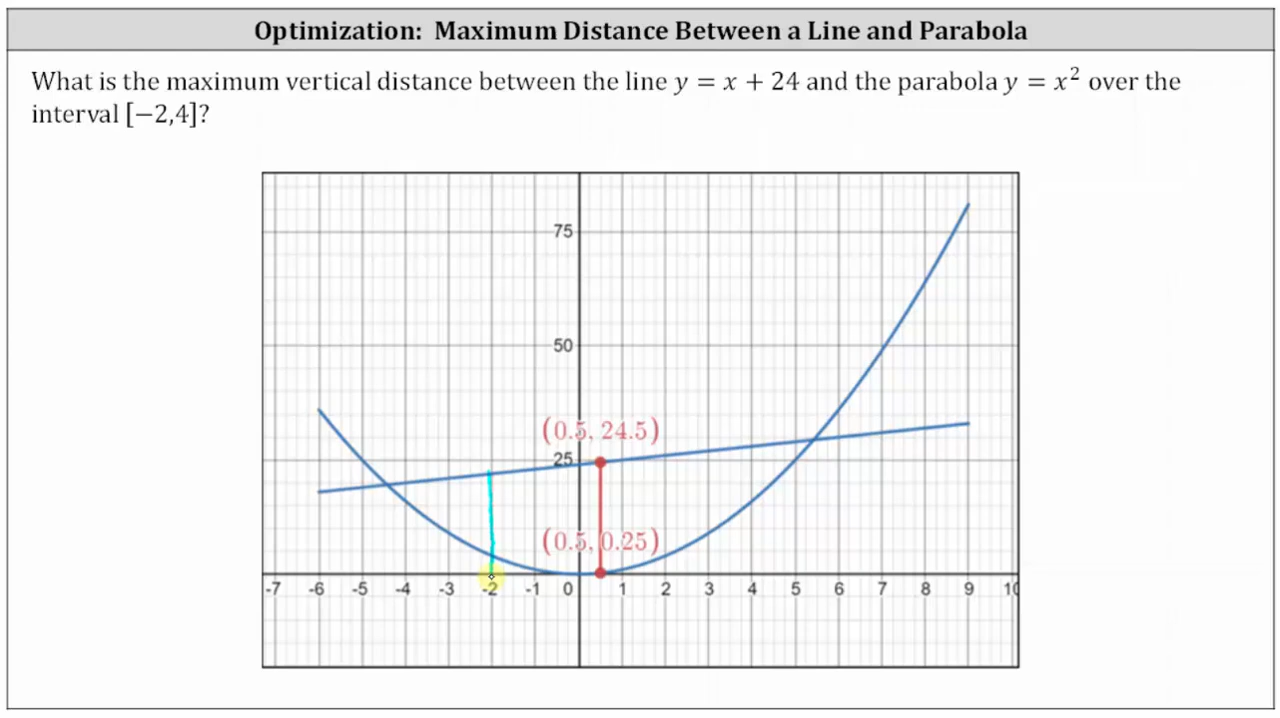 Optimization: Maximum Distance Between a Line and Parabola
What is the maximum vertical distance between the line y = x + 24 and the parabola y = x² over the
interval [−2,4]?
75
50
(0.5, 24.5)
25
(0.5, 0.25)
-7 -6 -5 -4 -3 -2 -1 0 1 2 3 4 5 6 7 8 9 10